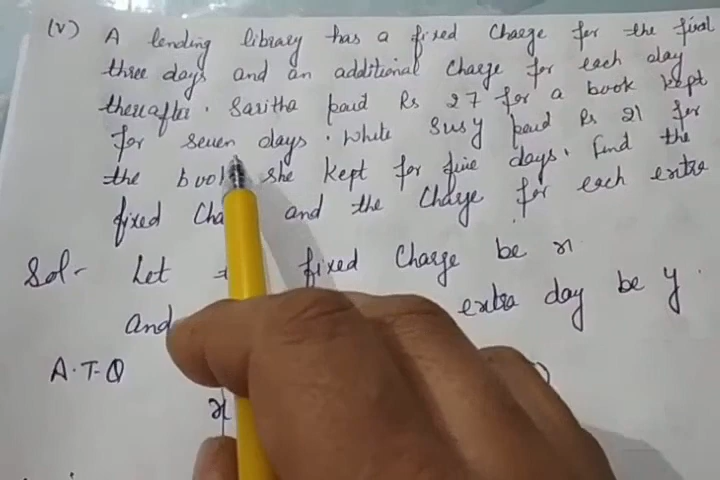 (v) A lending library has a fixed Charge for the first
three days and an additional Charge for each day
thereafter. Saritha paid Rs 27 for a book kept
for seven days. While Susy paid Rs 21 for
the book she kept for five days. Find the
fixed Cha and the Charge for each extra
Sol- Let fixed Charge be x
and extra day be y.
A.T.Q
x